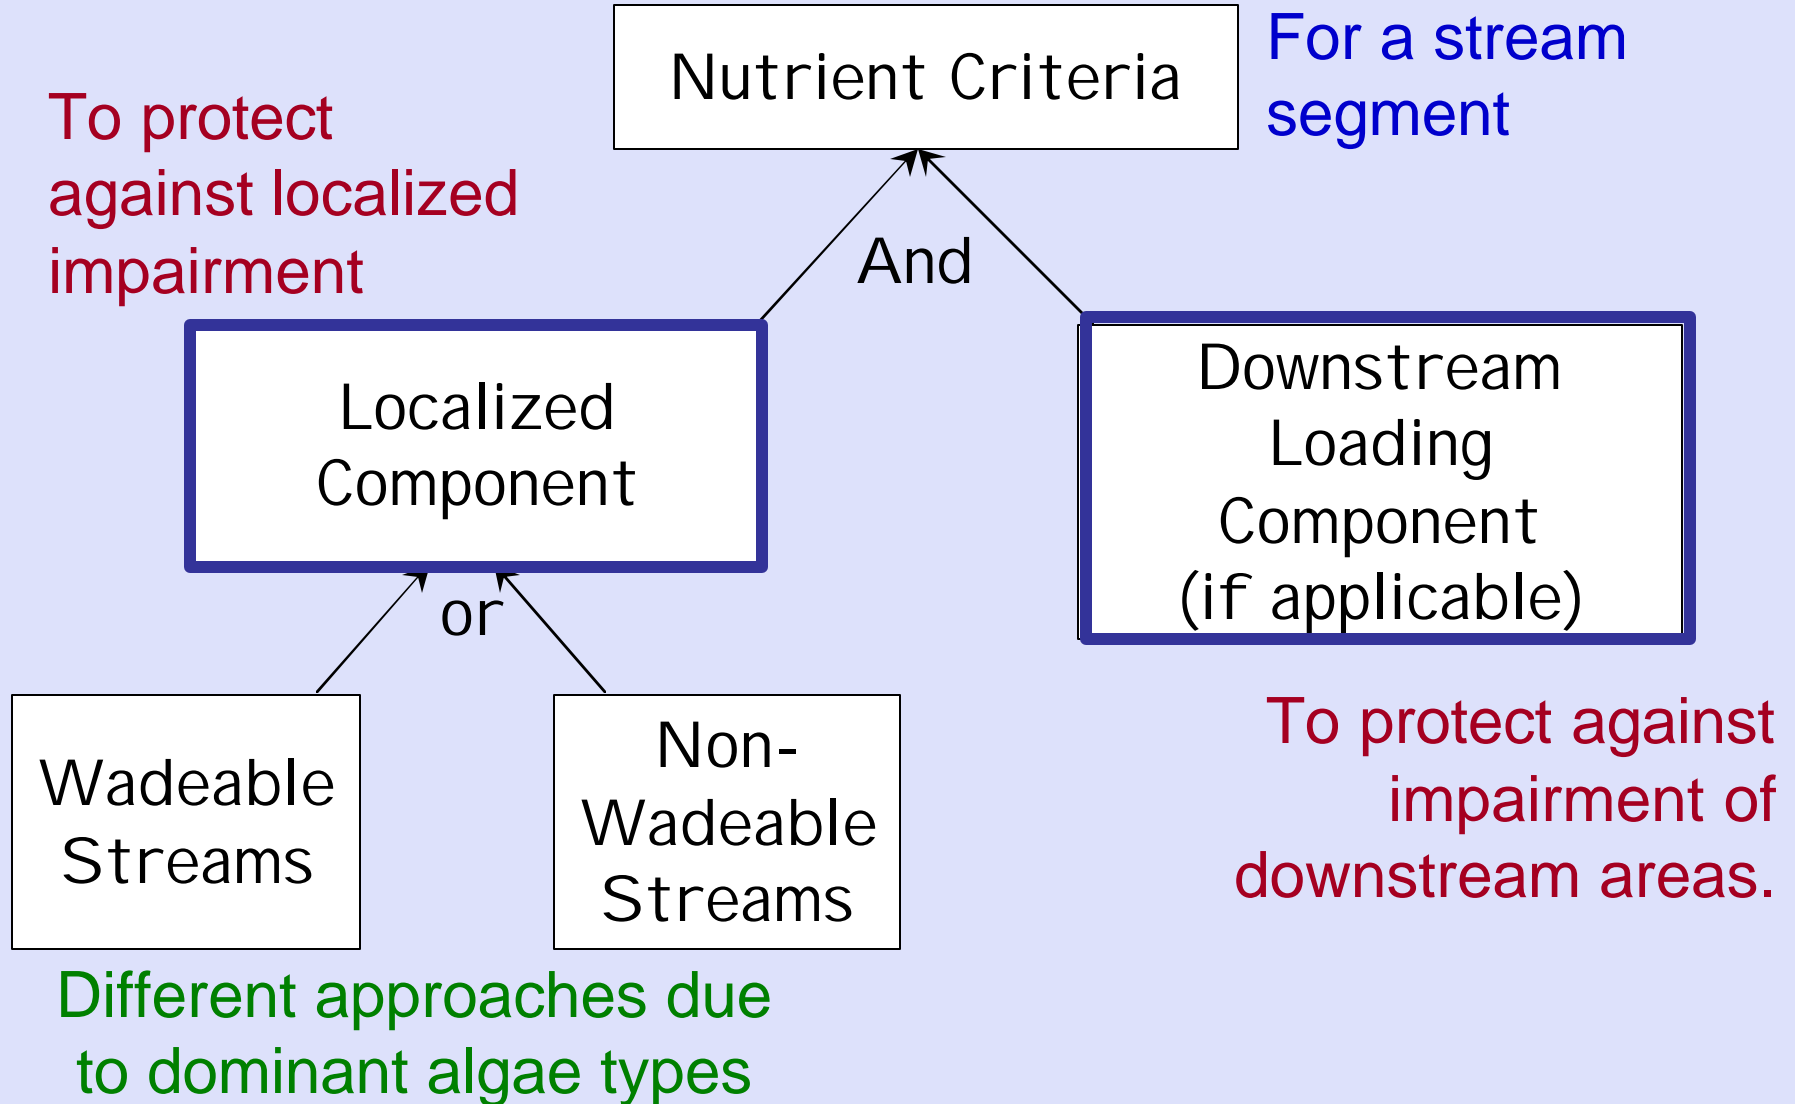 Nutrient Criteria
For a stream
segment
To protect
against localized
impairment
And
Localized
Component
Downstream
Loading
Component
(if applicable)
or
Wadeable
Streams
Non-
Wadeable
Streams
To protect against
impairment of
downstream areas.
Different approaches due
to dominant algae types